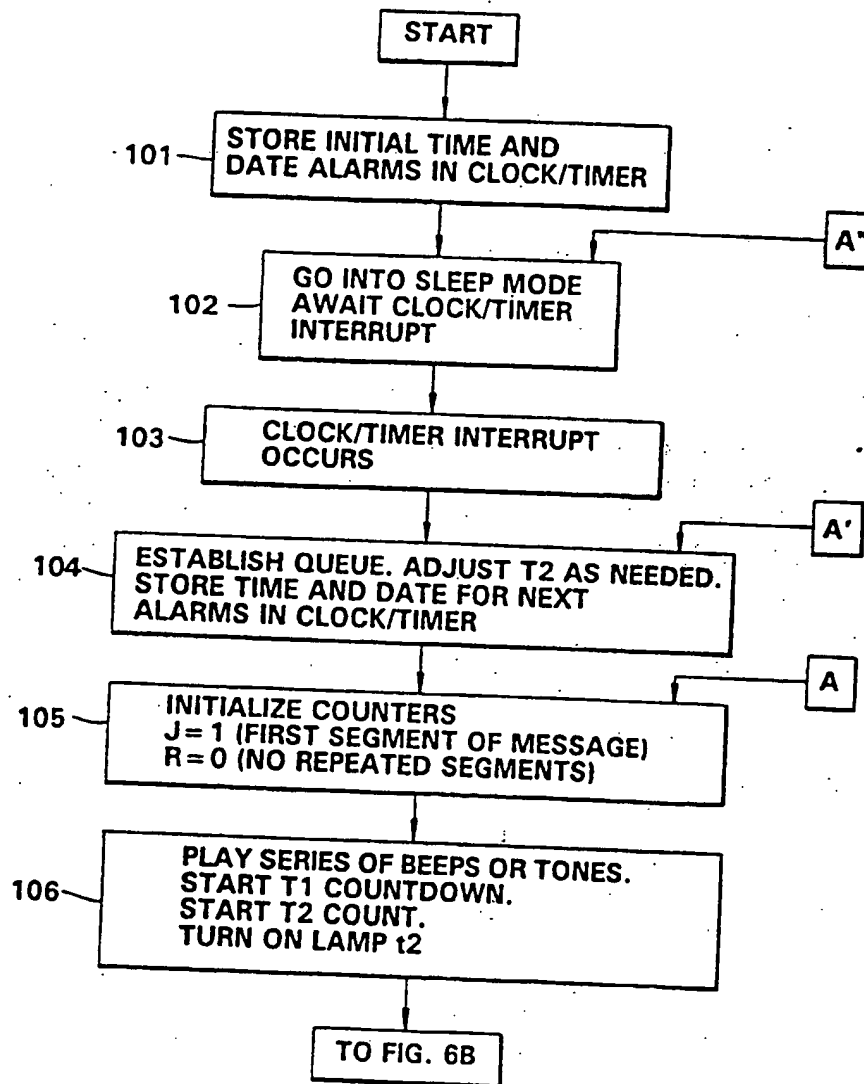 START
101
STORE INITIAL TIME AND
DATE ALARMS IN CLOCK/TIMER
A"
102
GO INTO SLEEP MODE
AWAIT CLOCK/TIMER
INTERRUPT
103
CLOCK/TIMER INTERRUPT
OCCURS
A'
104
ESTABLISH QUEUE. ADJUST T2 AS NEEDED.
STORE TIME AND DATE FOR NEXT
ALARMS IN CLOCK/TIMER
A
105
INITIALIZE COUNTERS
J=1 (FIRST SEGMENT OF MESSAGE)
R=0 (NO REPEATED SEGMENTS)
106
PLAY SERIES OF BEEPS OR TONES.
START T1 COUNTDOWN.
START T2 COUNT.
TURN ON LAMP t2
TO FIG. 6B